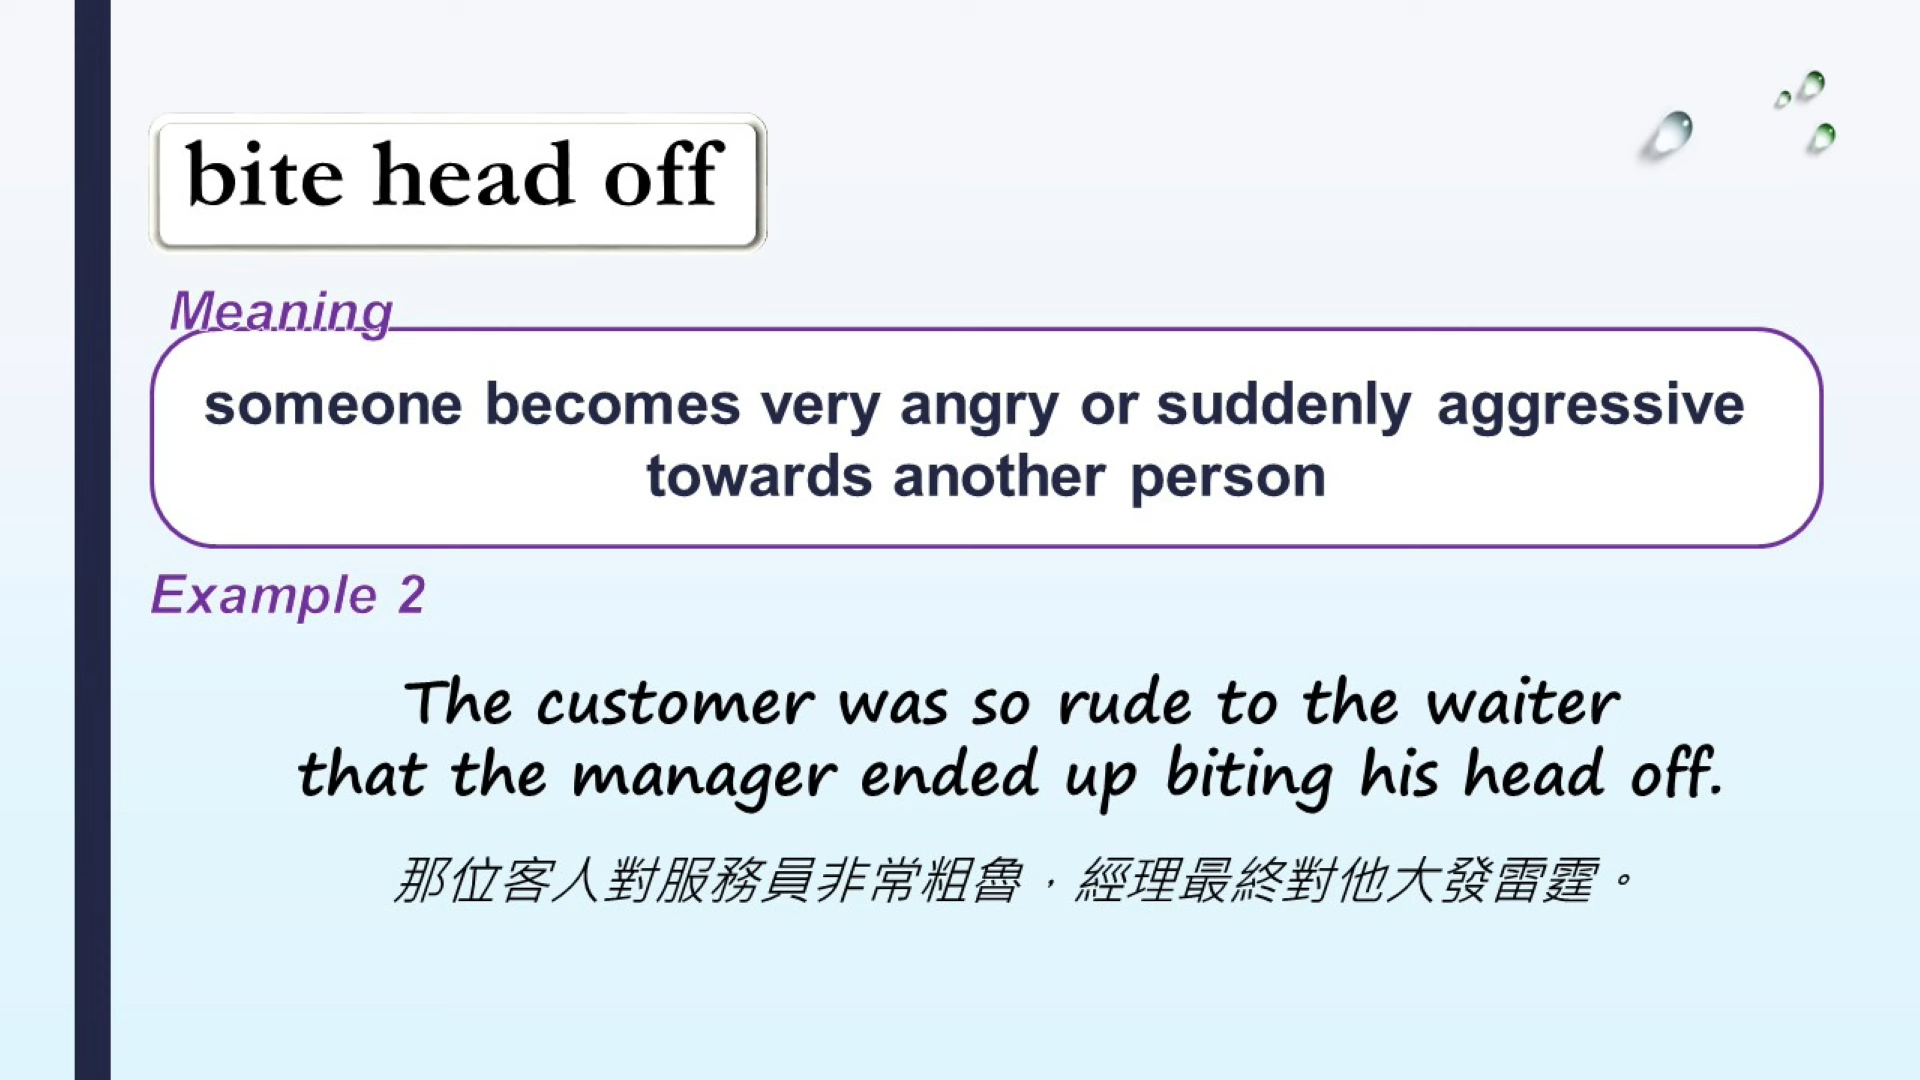 bite head off
Meaning
someone becomes very angry or suddenly aggressive
towards another person
Example 2
The customer was so rude to the waiter
that the manager ended up biting his head off.
那位客人對服務員非常粗魯，經理最終對他大發雷霆。